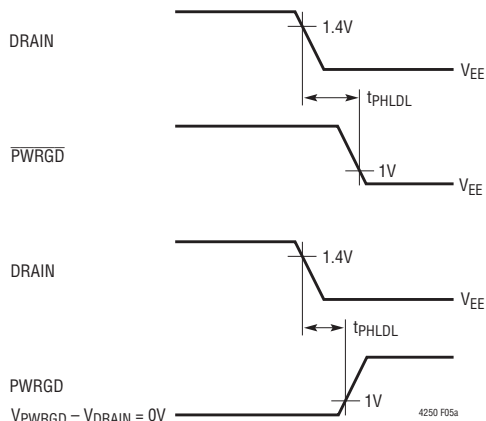 DRAIN
1.4V
VEE
tPHLDL
PWRGD
1V
VEE
DRAIN
1.4V
VEE
tPHLDL
PWRGD
1V
VPWRGD – VDRAIN = 0V
4250 F05a